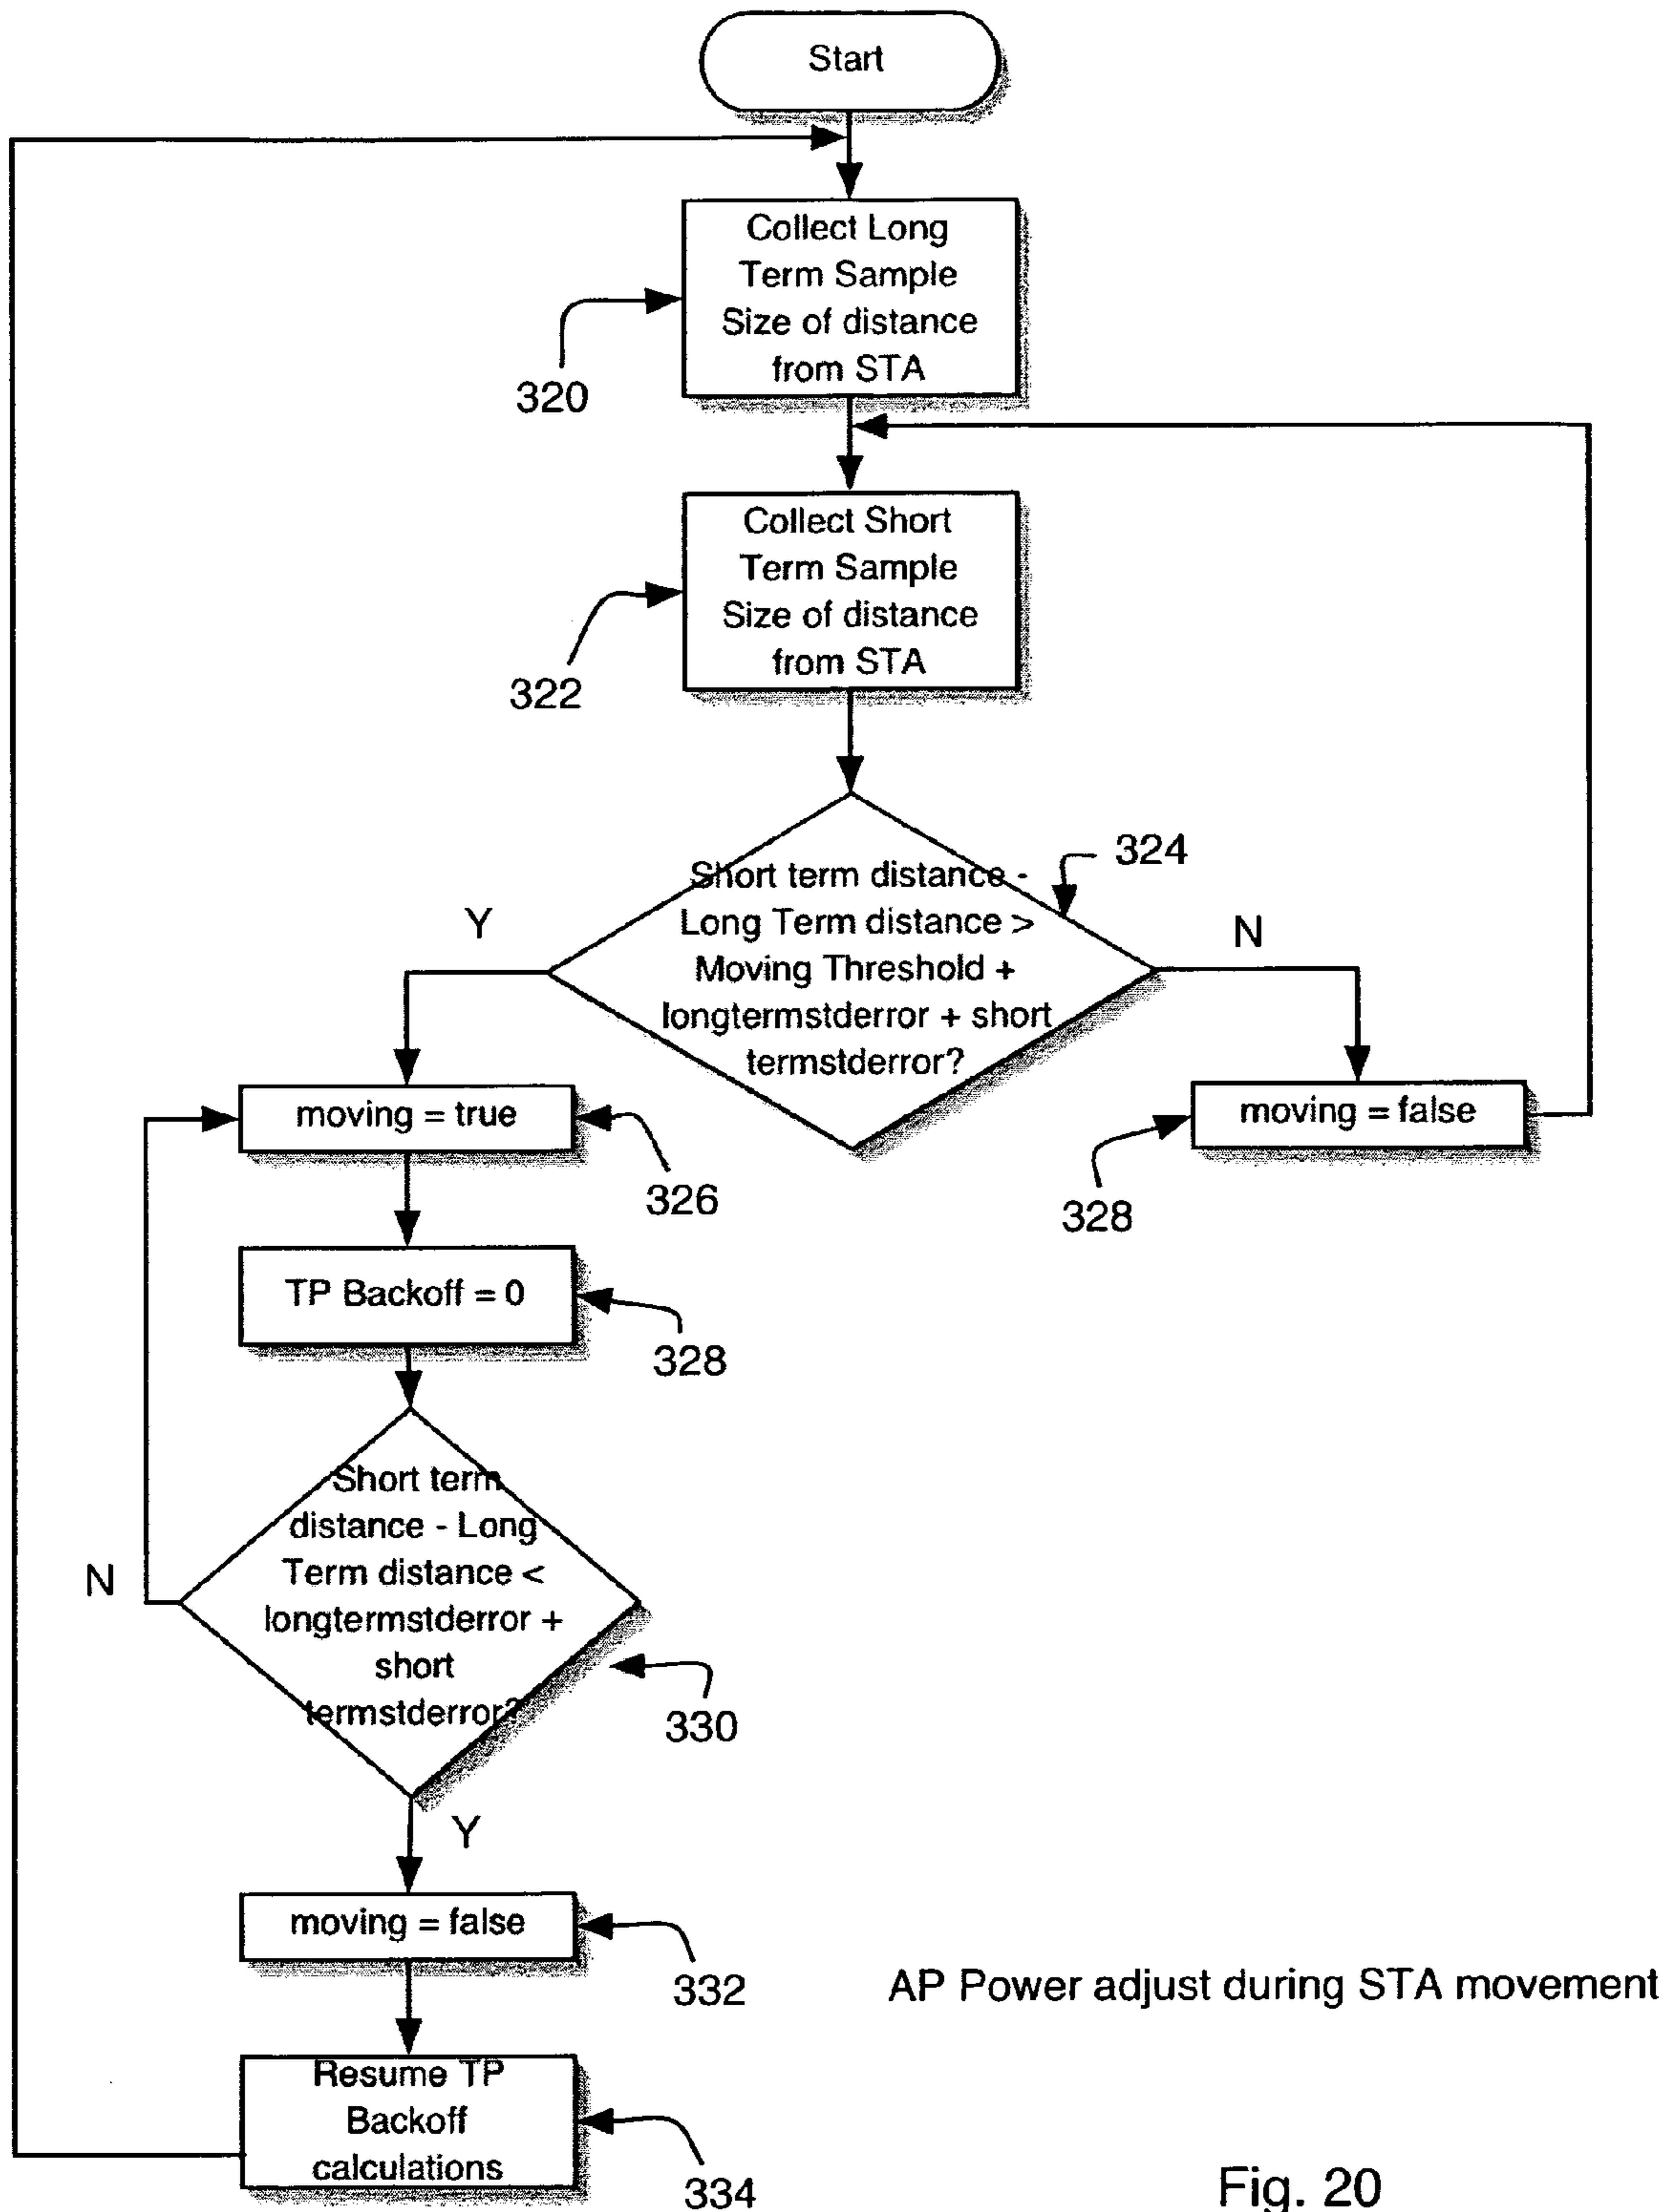 Start
Collect Long
Term Sample
Size of distance
from STA
320
Collect Short
Term Sample
Size of distance
from STA
322
Short term distance -
Long Term distance >
Moving Threshold +
longtermstderror + short
termstderror?
324
Y
N
moving = true
326
moving = false
328
TP Backoff = 0
328
Short term
distance - Long
Term distance <
longtermstderror +
short
termstderror?
N
330
Y
moving = false
332
AP Power adjust during STA movement
Resume TP
Backoff
calculations
334
Fig. 20